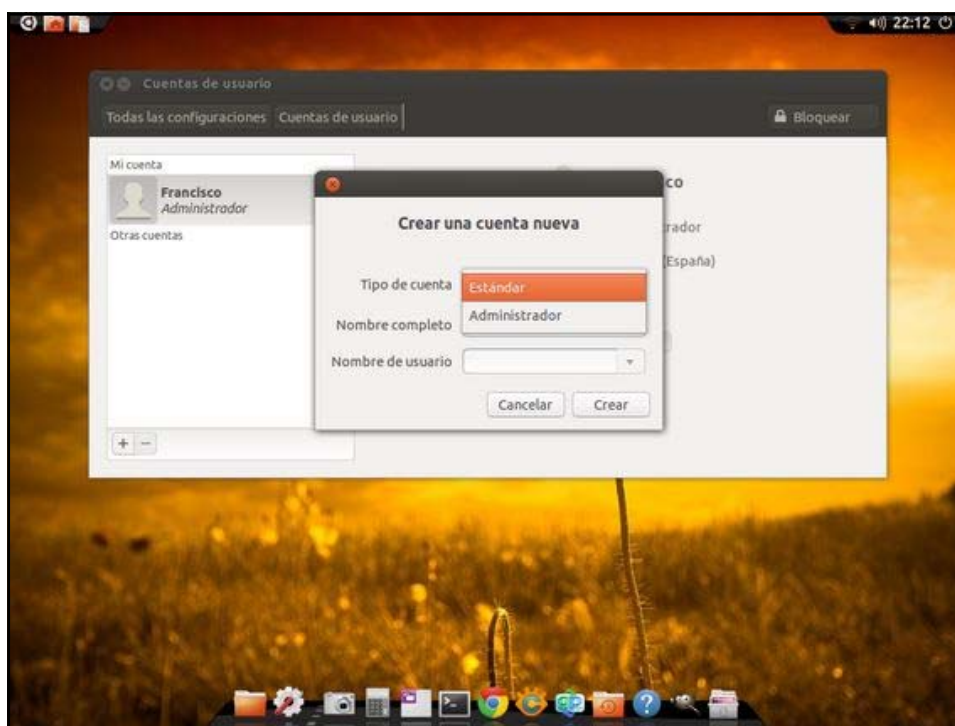 22:12
Cuentas de usuario
Todas las configuraciones Cuentas de usuario
Bloquear
Mi cuenta
Francisco
Administrador
Otras cuentas
co
rador
(España)
Crear una cuenta nueva
Tipo de cuenta
Estándar
Administrador
Nombre completo
Nombre de usuario
Cancelar
Crear